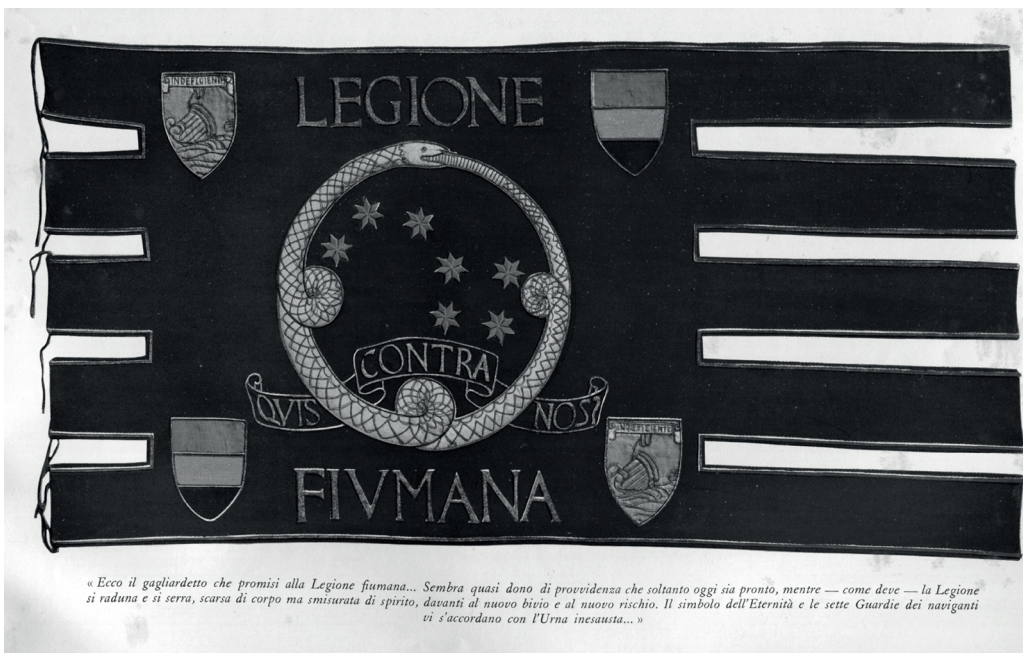 INDEFICIENTE
LEGIONE
CONTRA
QVIS
NOS?
INDEFICIENTE
FIVMANA
« Ecco il gagliardetto che promisi alla Legione fiumana... Sembra quasi dono di provvidenza che soltanto oggi sia pronto, mentre — come deve — la Legione
si raduna e si serra, scarsa di corpo ma smisurata di spirito, davanti al nuovo bivio e al nuovo rischio. Il simbolo dell'Eternità e le sette Guardie dei naviganti
vi s'accordano con l'Urna inesausta... »